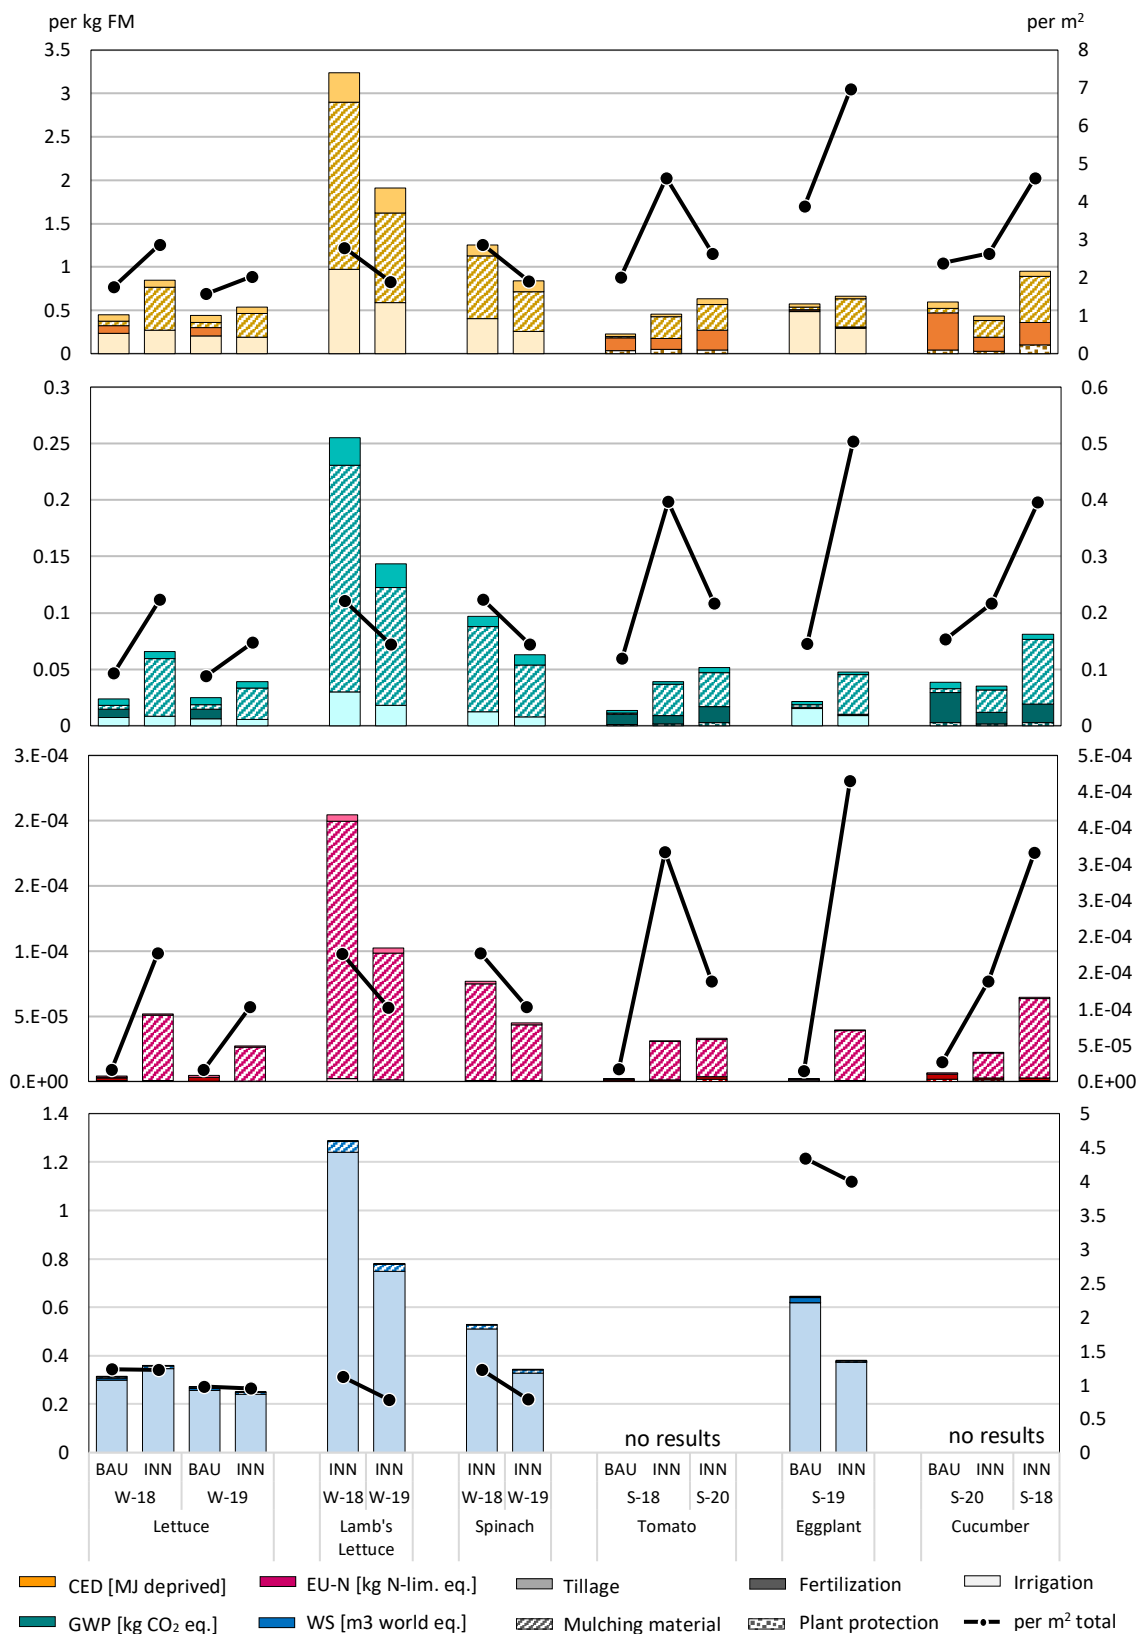 per kg FM per m²
3.5 8
3 7
2.5 6
2 5
1.5 4
1 3
0.5 2
0 1
0
0.3 0.6
0.25 0.5
0.2 0.4
0.15 0.3
0.1 0.2
0.05 0.1
0 0
3.E-04 5.E-04
4.E-04
2.E-04 4.E-04
3.E-04
2.E-04 3.E-04
2.E-04
1.E-04 2.E-04
1.E-04
5.E-05 5.E-05
0.E+00 0.E+00
1.4 5
1.2 4.5
1 4
0.8 3.5
0.6 3
0.4 2.5
0.2 2
0 1.5
1
0.5
0
no results no results
BAU INN BAU INN INN INN INN INN BAU INN INN BAU INN BAU INN INN
W-18 W-19 W-18 W-19 W-18 W-19 S-18 S-20 S-19 S-20 S-18
Lettuce Lamb's Lettuce Spinach Tomato Eggplant Cucumber
CED [MJ deprived] EU-N [kg N-lim. eq.] Tillage Fertilization Irrigation
GWP [kg CO₂ eq.] WS [m3 world eq.] Mulching material Plant protection per m² total